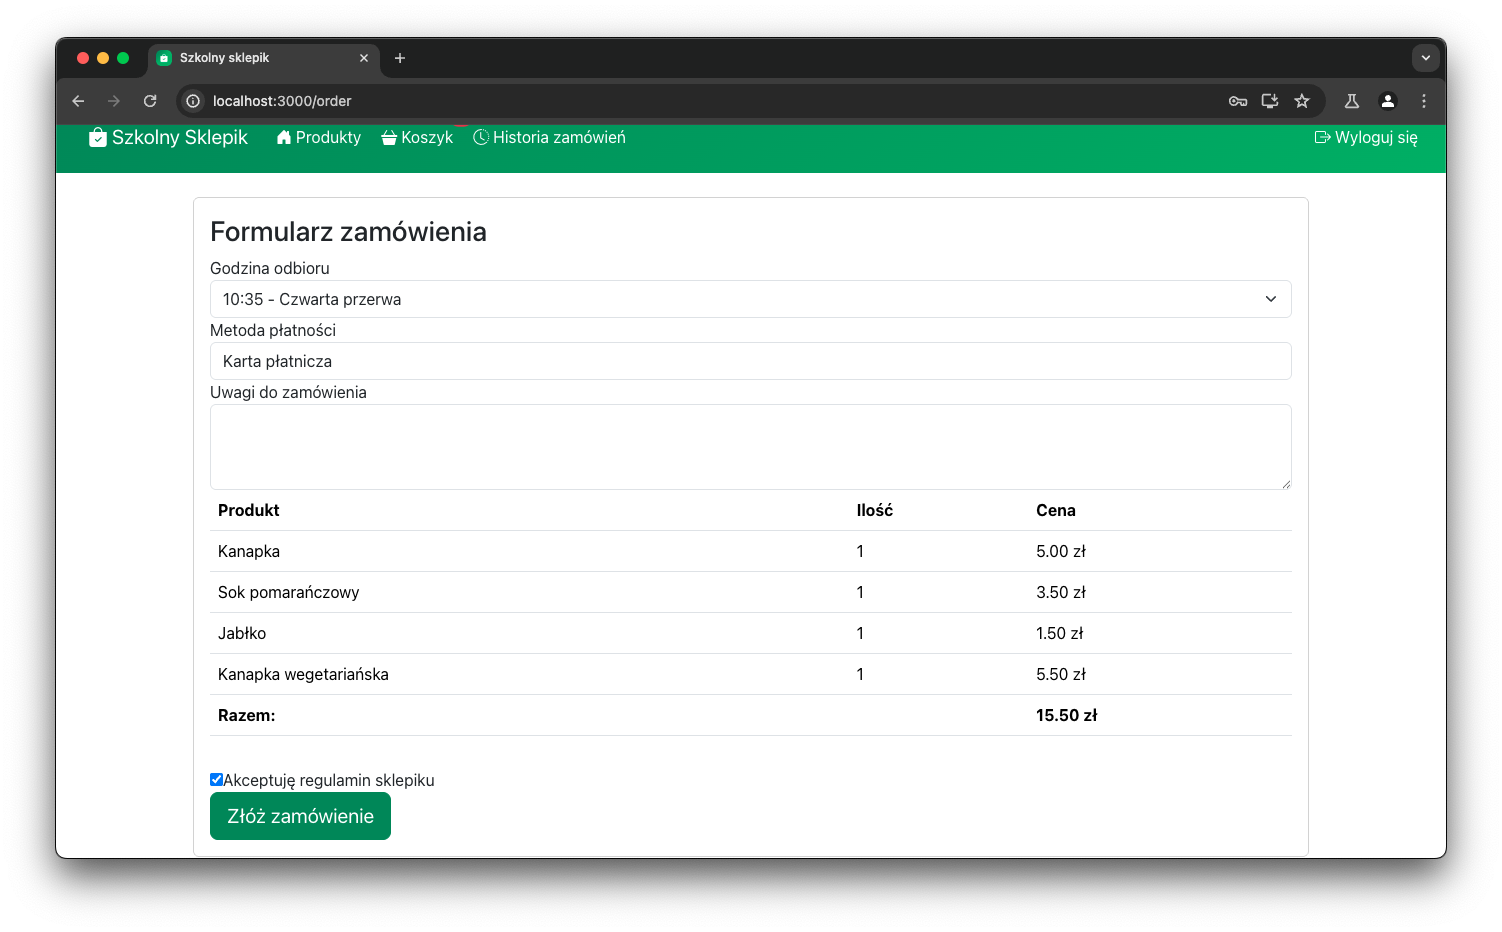 Szkolny sklepik
localhost:3000/order
Szkolny Sklepik Produkty Koszyk Historia zamówień Wyloguj się
Formularz zamówienia
Godzina odbioru
10:35 - Czwarta przerwa
Metoda płatności
Karta płatnicza
Uwagi do zamówienia
Produkt Ilość Cena
Kanapka 1 5.00 zł
Sok pomarańczowy 1 3.50 zł
Jabłko 1 1.50 zł
Kanapka wegetariańska 1 5.50 zł
Razem: 15.50 zł
Akceptuję regulamin sklepiku
Złóż zamówienie